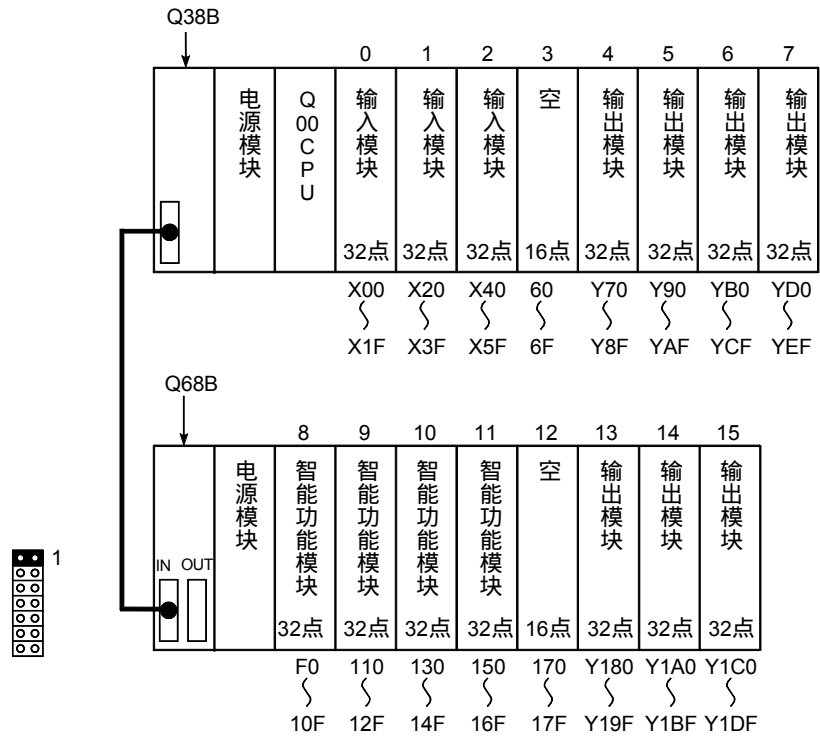 Q38B
0 1 2 3 4 5 6 7
电源模块 Q00CPU 输入模块 输入模块 输入模块 空 输出模块 输出模块 输出模块 输出模块
32点 32点 32点 16点 32点 32点 32点 32点
X00 X20 X40 60 Y70 Y90 YB0 YD0
X1F X3F X5F 6F Y8F YAF YCF YEF
Q68B
8 9 10 11 12 13 14 15
电源模块 智能功能模块 智能功能模块 智能功能模块 智能功能模块 空 输出模块 输出模块 输出模块
1
IN OUT
32点 32点 32点 32点 16点 32点 32点 32点
F0 110 130 150 170 Y180 Y1A0 Y1C0
10F 12F 14F 16F 17F Y19F Y1BF Y1DF